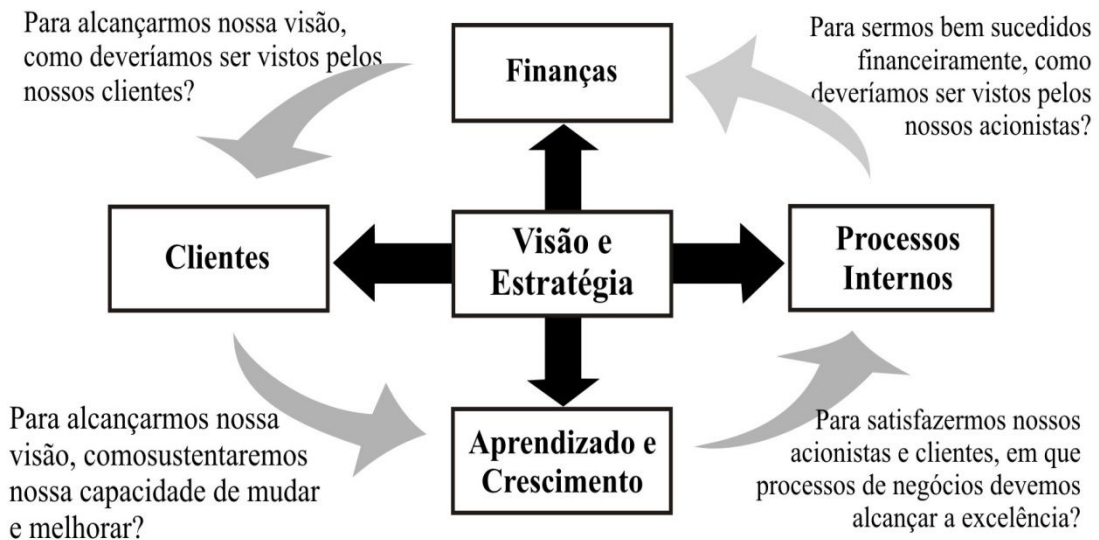 Para alcançarmos nossa visão,
como deveríamos ser vistos pelos
nossos clientes?
Finanças
Para sermos bem sucedidos
financeiramente, como
deveríamos ser vistos pelos
nossos acionistas?
Clientes
Visão e
Estratégia
Processos
Internos
Para alcançarmos nossa
visão, comosustentaremos
nossa capacidade de mudar
e melhorar?
Aprendizado e
Crescimento
Para satisfazermos nossos
acionistas e clientes, em que
processos de negócios devemos
alcançar a excelência?